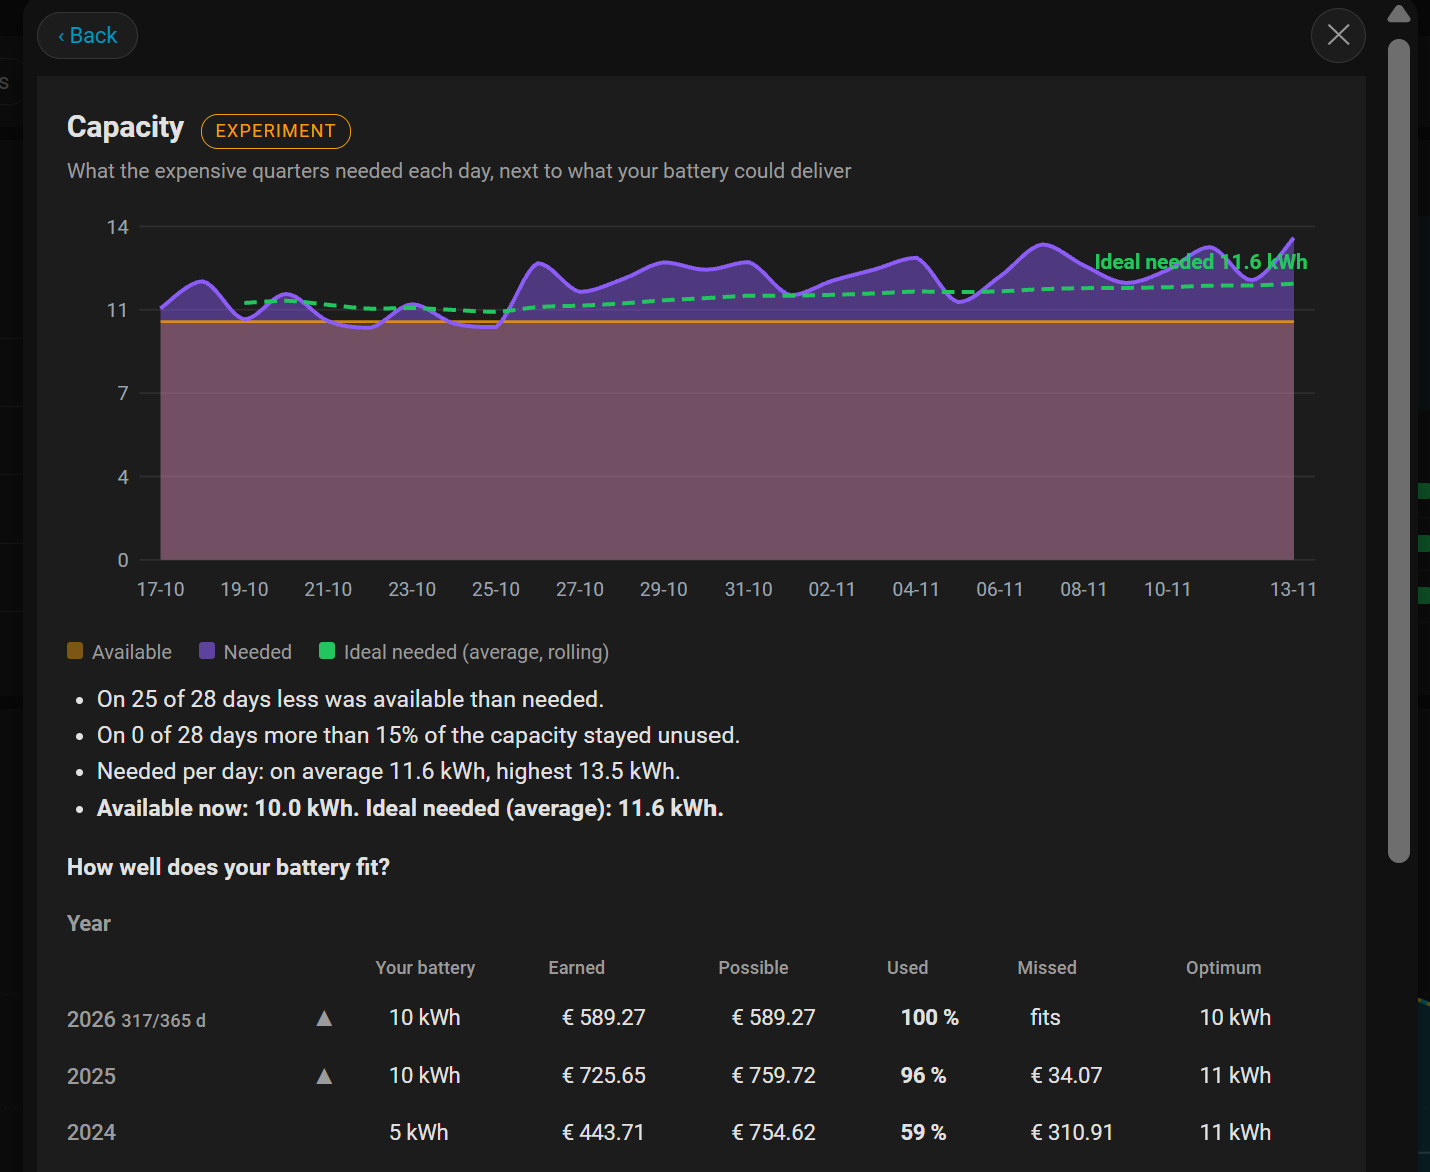 ‹ Back
s
Capacity EXPERIMENT
What the expensive quarters needed each day, next to what your battery could deliver
14
Ideal needed 11.6 kWh
11
7
4
0
17-10 19-10 21-10 23-10 25-10 27-10 29-10 31-10 02-11 04-11 06-11 08-11 10-11 13-11
Available Needed Ideal needed (average, rolling)
• On 25 of 28 days less was available than needed.
• On 0 of 28 days more than 15% of the capacity stayed unused.
• Needed per day: on average 11.6 kWh, highest 13.5 kWh.
• Available now: 10.0 kWh. Ideal needed (average): 11.6 kWh.
How well does your battery fit?
Year
Your battery Earned Possible Used Missed Optimum
2026 317/365 d ▲ 10 kWh € 589.27 € 589.27 100 % fits 10 kWh
2025 ▲ 10 kWh € 725.65 € 759.72 96 % € 34.07 11 kWh
2024 5 kWh € 443.71 € 754.62 59 % € 310.91 11 kWh